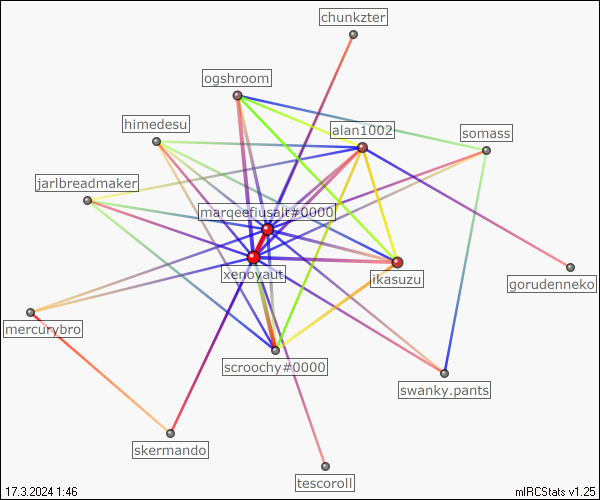 chunkzter
ogshroom
himedesu
alan1002
somass
jarlbreadmaker
marqeefiusalt#0000
xenoyaut
ikasuzu
gorudenneko
mercurybro
scroochy#0000
swanky.pants
skermando
tescoroll
17.3.2024 1:46
mIRCStats v1.25